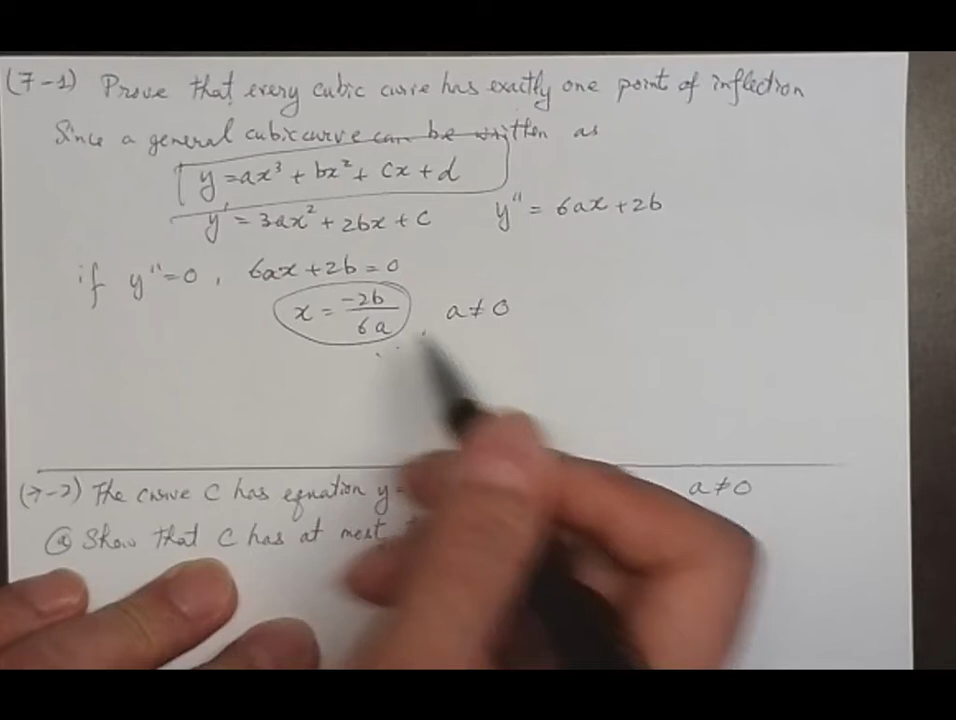 (7-1) Prove that every cubic curve has exactly one point of inflection
Since a general cubic curve can be written as
y = ax³ + bx² + cx + d
y' = 3ax² + 2bx + c y'' = 6ax + 2b
if y'' = 0, 6ax + 2b = 0
x = -2b/6a a ≠ 0
(7-2) The curve C has equation y = a ≠ 0
(a) Show that C has at most